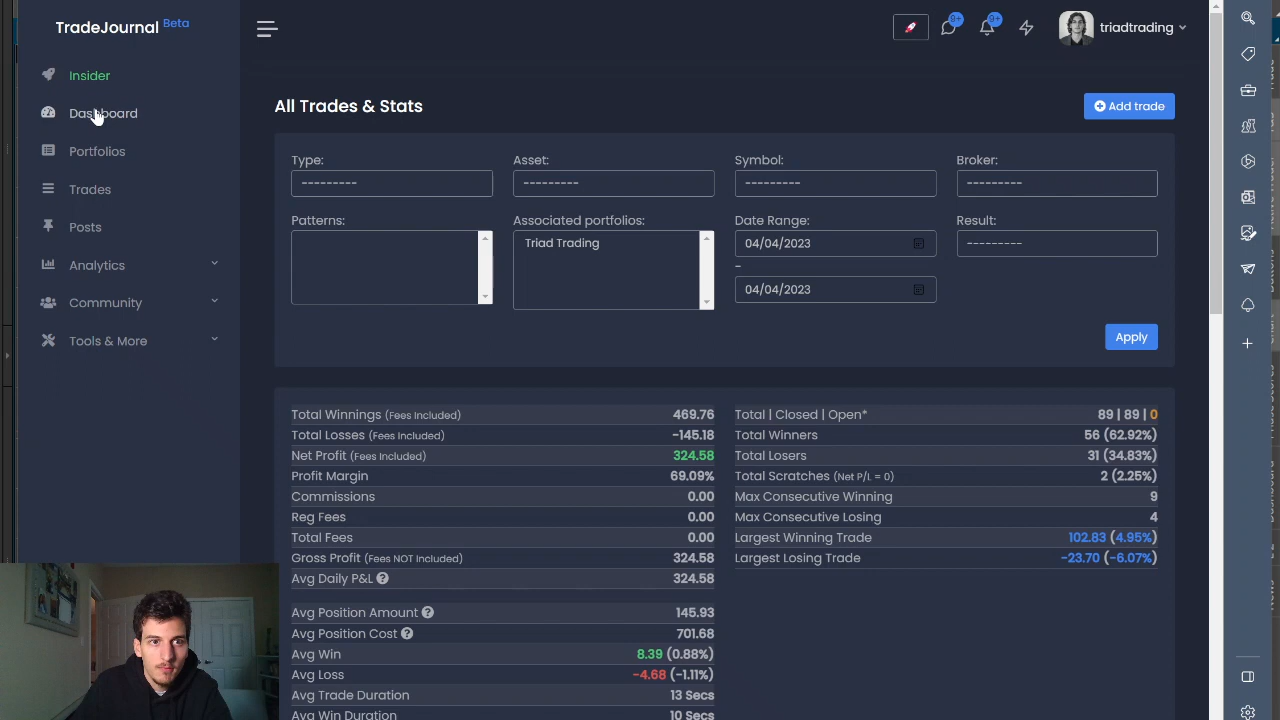 TradeJournal Beta
Insider
Dashboard
Portfolios
Trades
Posts
Analytics
Community
Tools & More
9+
9+
triadtrading
All Trades & Stats
Add trade
Type:
---------
Asset:
---------
Symbol:
---------
Broker:
---------
Patterns:
Associated portfolios:
Triad Trading
Date Range:
04/04/2023
–
04/04/2023
Result:
---------
Apply
Total Winnings (Fees Included) 469.76
Total Losses (Fees Included) -145.18
Net Profit (Fees Included) 324.58
Profit Margin 69.09%
Commissions 0.00
Reg Fees 0.00
Total Fees 0.00
Gross Profit (Fees NOT Included) 324.58
Avg Daily P&L 324.58
Avg Position Amount 145.93
Avg Position Cost 701.68
Avg Win 8.39 (0.88%)
Avg Loss -4.68 (-1.11%)
Avg Trade Duration 13 Secs
Avg Win Duration 10 Secs
Total | Closed | Open* 89 | 89 | 0
Total Winners 56 (62.92%)
Total Losers 31 (34.83%)
Total Scratches (Net P/L = 0) 2 (2.25%)
Max Consecutive Winning 9
Max Consecutive Losing 4
Largest Winning Trade 102.83 (4.95%)
Largest Losing Trade -23.70 (-6.07%)